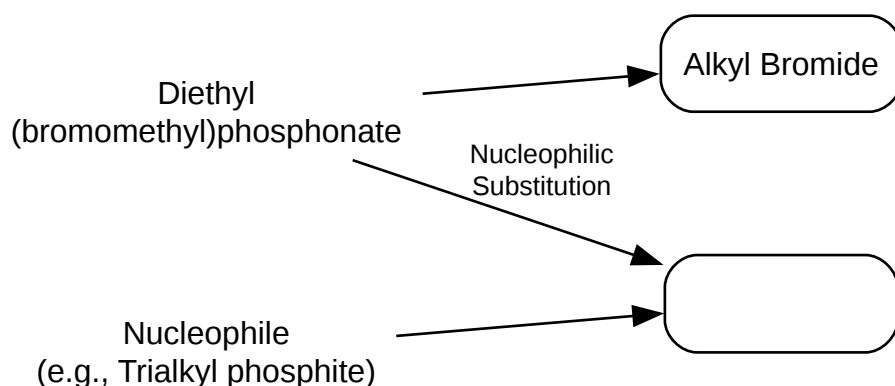 Alkyl Bromide
Diethyl
(bromomethyl)phosphonate
Nucleophilic
Substitution
Nucleophile
(e.g., Trialkyl phosphite)